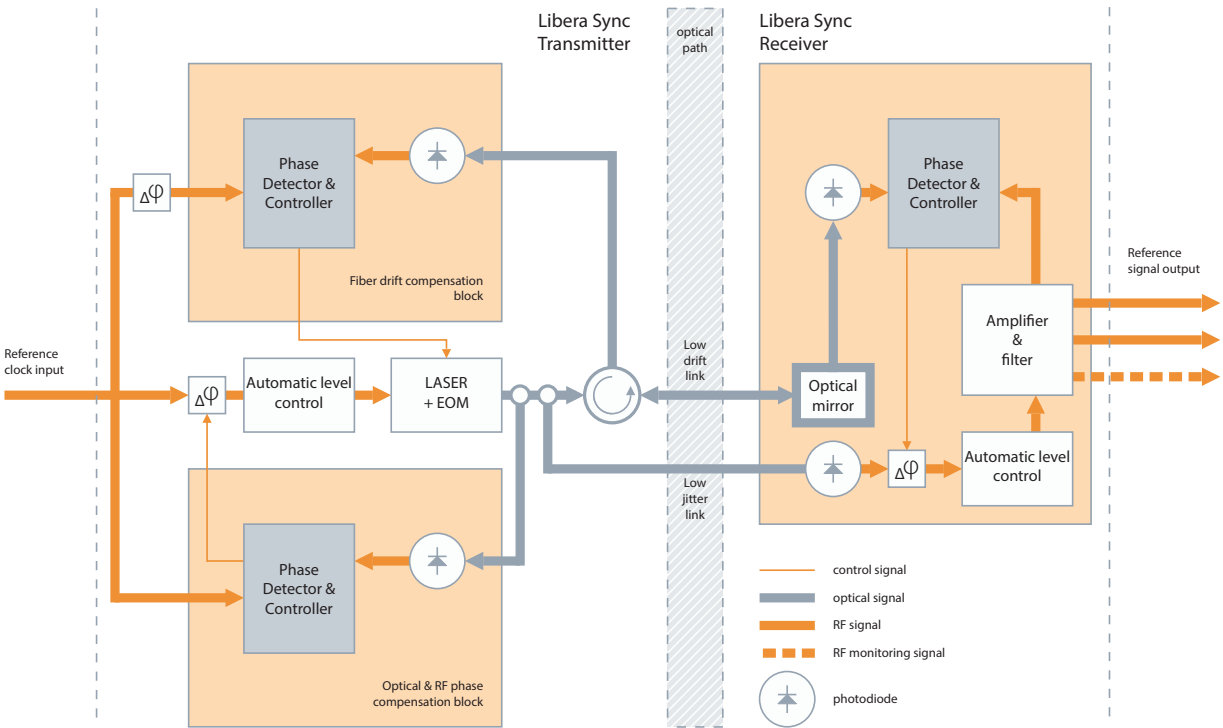 Libera Sync
Transmitter
optical
path
Libera Sync
Receiver
Phase
Detector &
Controller
Δφ
Fiber drift compensation
block
Reference
clock input
Δφ
Automatic level
control
LASER
+ EOM
Phase
Detector &
Controller
Optical & RF phase
compensation block
Low
drift
link
Low
jitter
link
Phase
Detector &
Controller
Optical
mirror
Amplifier
&
filter
Δφ
Automatic level
control
Reference
signal output
control signal
optical signal
RF signal
RF monitoring signal
photodiode